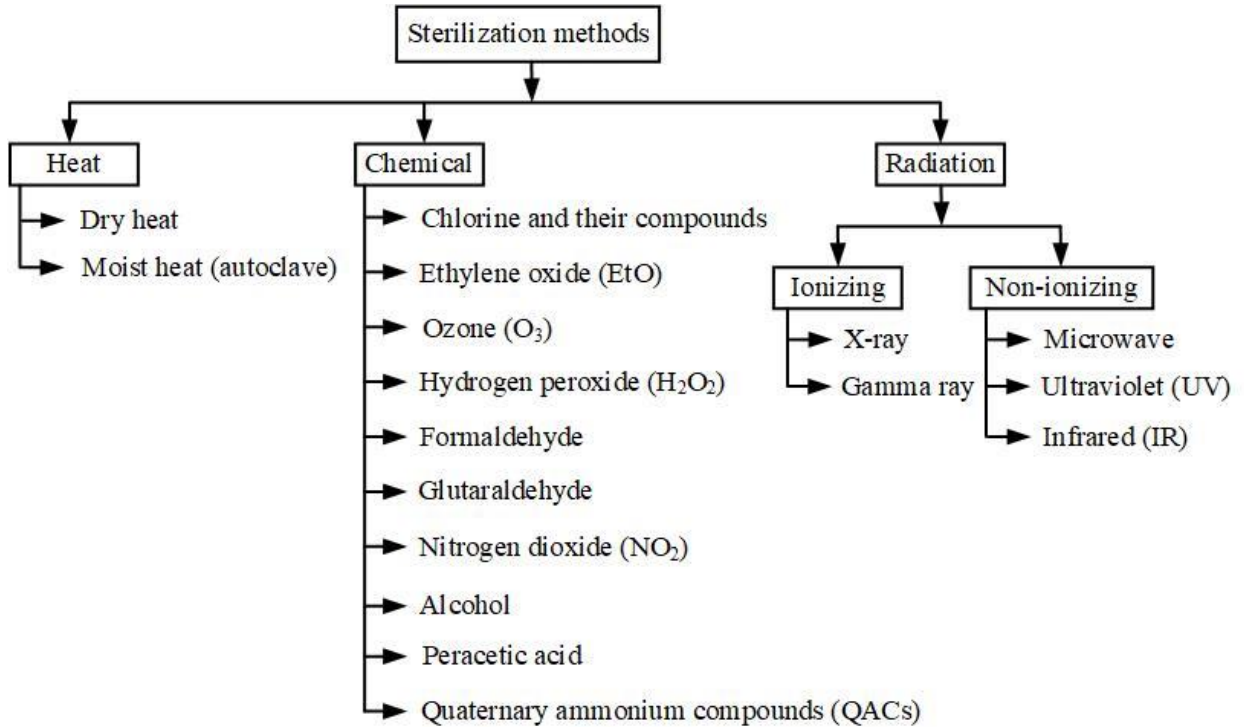 Sterilization methods
Heat
Dry heat
Moist heat (autoclave)
Chemical
Chlorine and their compounds
Ethylene oxide (EtO)
Ozone (O₃)
Hydrogen peroxide (H₂O₂)
Formaldehyde
Glutaraldehyde
Nitrogen dioxide (NO₂)
Alcohol
Peracetic acid
Quaternary ammonium compounds (QACs)
Radiation
Ionizing
X-ray
Gamma ray
Non-ionizing
Microwave
Ultraviolet (UV)
Infrared (IR)